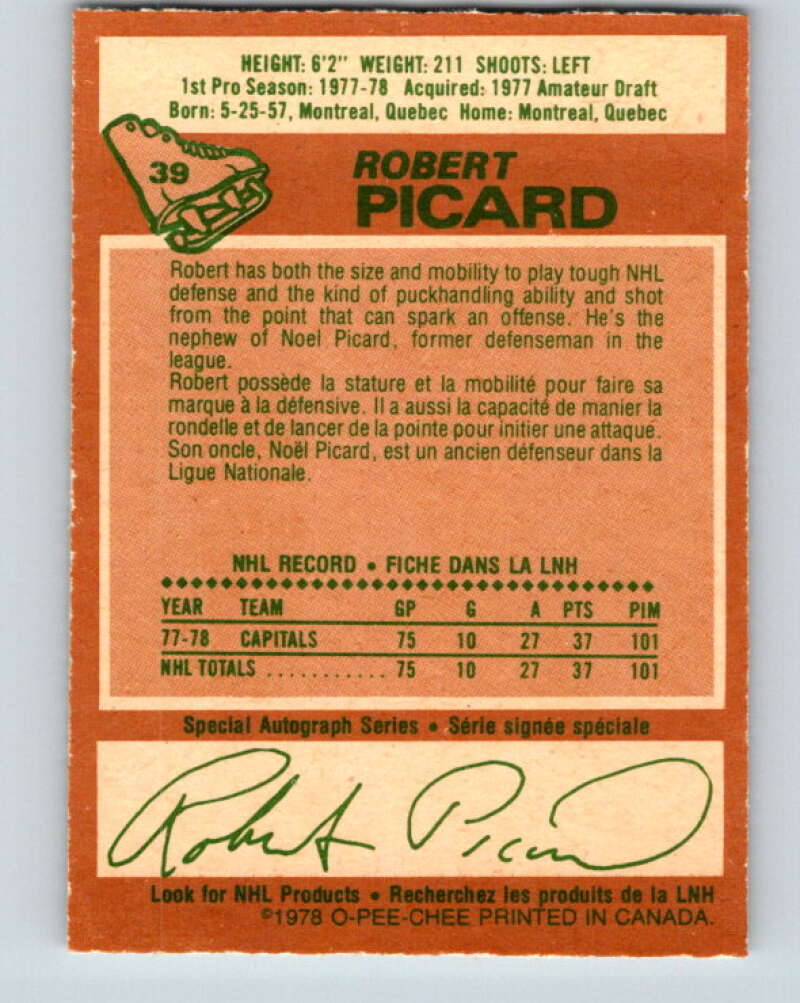 HEIGHT: 6'2" WEIGHT: 211 SHOOTS: LEFT
1st Pro Season: 1977-78 Acquired: 1977 Amateur Draft
Born: 5-25-57, Montreal, Quebec Home: Montreal, Quebec
39
ROBERT
PICARD
Robert has both the size and mobility to play tough NHL
defense and the kind of puckhandling ability and shot
from the point that can spark an offense. He's the
nephew of Noel Picard, former defenseman in the
league.
Robert possède la stature et la mobilité pour faire sa
marque à la défensive. Il a aussi la capacité de manier la
rondelle et de lancer de la pointe pour initier une attaque.
Son oncle, Noël Picard, est un ancien défenseur dans la
Ligue Nationale.
NHL RECORD • FICHE DANS LA LNH
YEAR TEAM GP G A PTS PIM
77-78 CAPITALS 75 10 27 37 101
NHL TOTALS ........... 75 10 27 37 101
Special Autograph Series • Série signée spéciale
Robert Picard
Look for NHL Products • Recherchez les produits de la LNH
©1978 O-PEE-CHEE PRINTED IN CANADA.